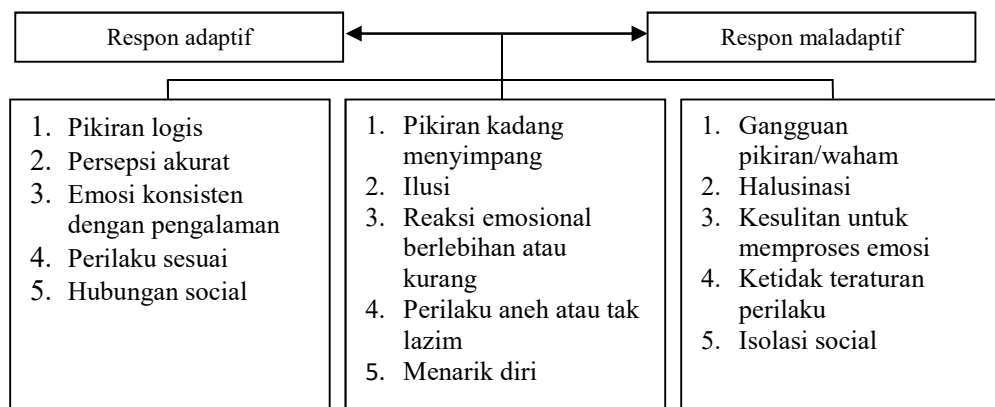 Respon adaptif
Respon maladaptif
1. Pikiran logis
2. Persepsi akurat
3. Emosi konsisten
dengan pengalaman
4. Perilaku sesuai
5. Hubungan social
1. Pikiran kadang
menyimpang
2. Ilusi
3. Reaksi emosional
berlebihan atau
kurang
4. Perilaku aneh atau tak
lazim
5. Menarik diri
1. Gangguan
pikiran/waham
2. Halusinasi
3. Kesulitan untuk
memproses emosi
4. Ketidak teraturan
perilaku
5. Isolasi social